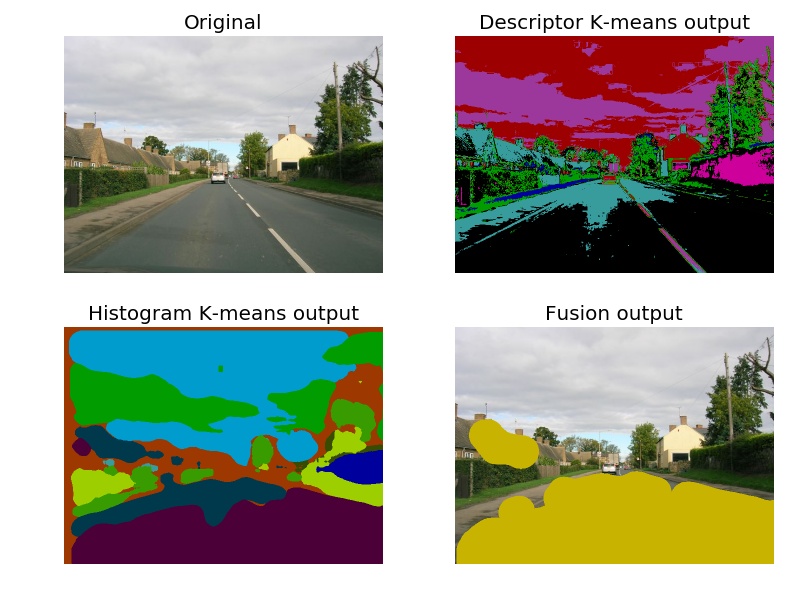 Original
Descriptor K-means output
Histogram K-means output
Fusion output